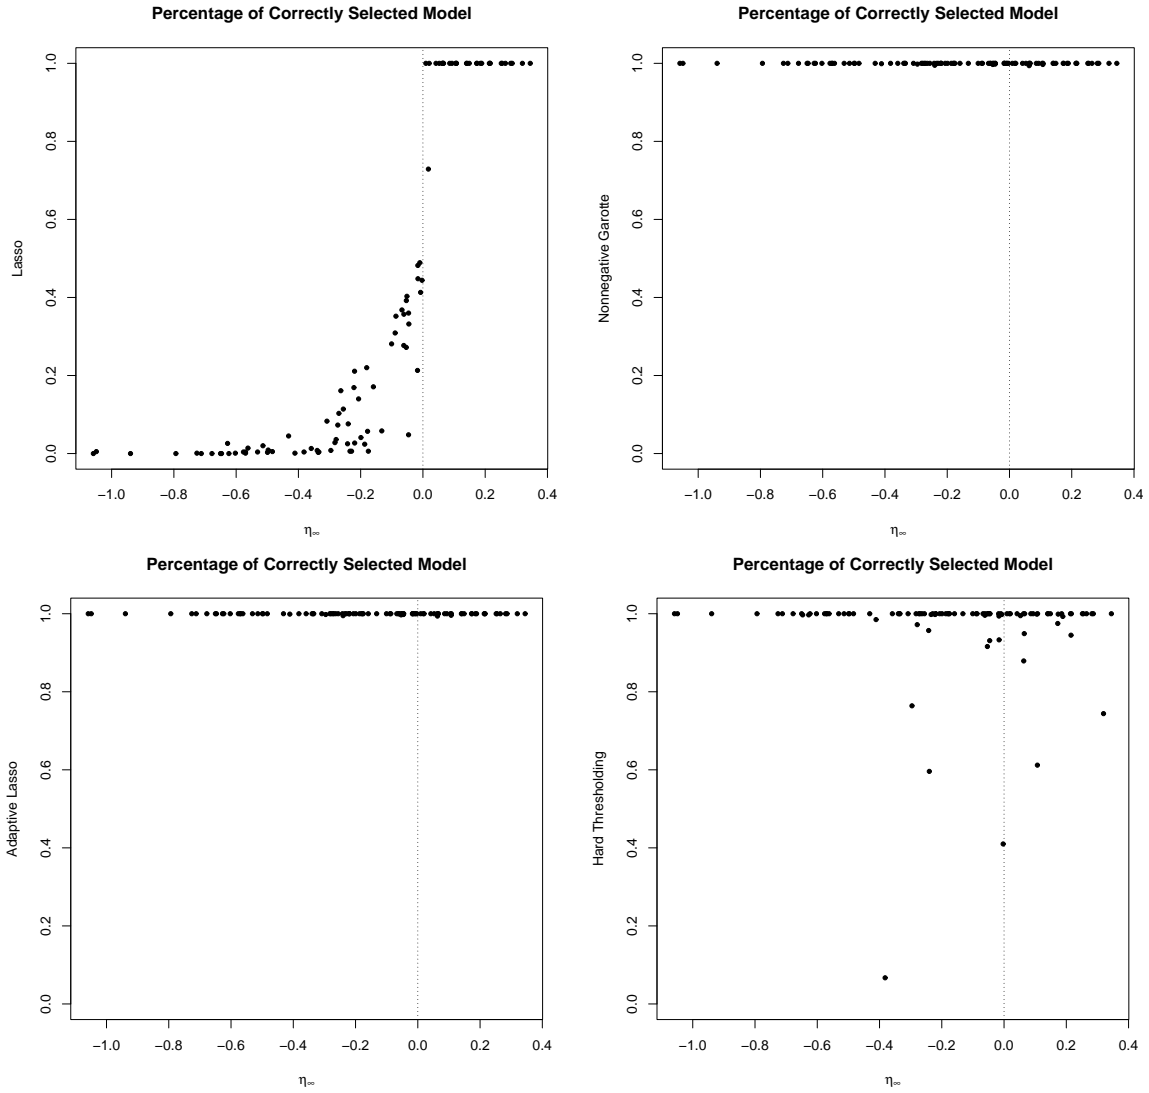 Percentage of Correctly Selected Model
Lasso
1.0
0.8
0.6
0.4
0.2
0.0
−1.0 −0.8 −0.6 −0.4 −0.2 0.0 0.2 0.4
η∞
Percentage of Correctly Selected Model
Nonnegative Garotte
1.0
0.8
0.6
0.4
0.2
0.0
−1.0 −0.8 −0.6 −0.4 −0.2 0.0 0.2 0.4
η∞
Percentage of Correctly Selected Model
Adaptive Lasso
1.0
0.8
0.6
0.4
0.2
0.0
−1.0 −0.8 −0.6 −0.4 −0.2 0.0 0.2 0.4
η∞
Percentage of Correctly Selected Model
Hard Thresholding
1.0
0.8
0.6
0.4
0.2
0.0
−1.0 −0.8 −0.6 −0.4 −0.2 0.0 0.2 0.4
η∞